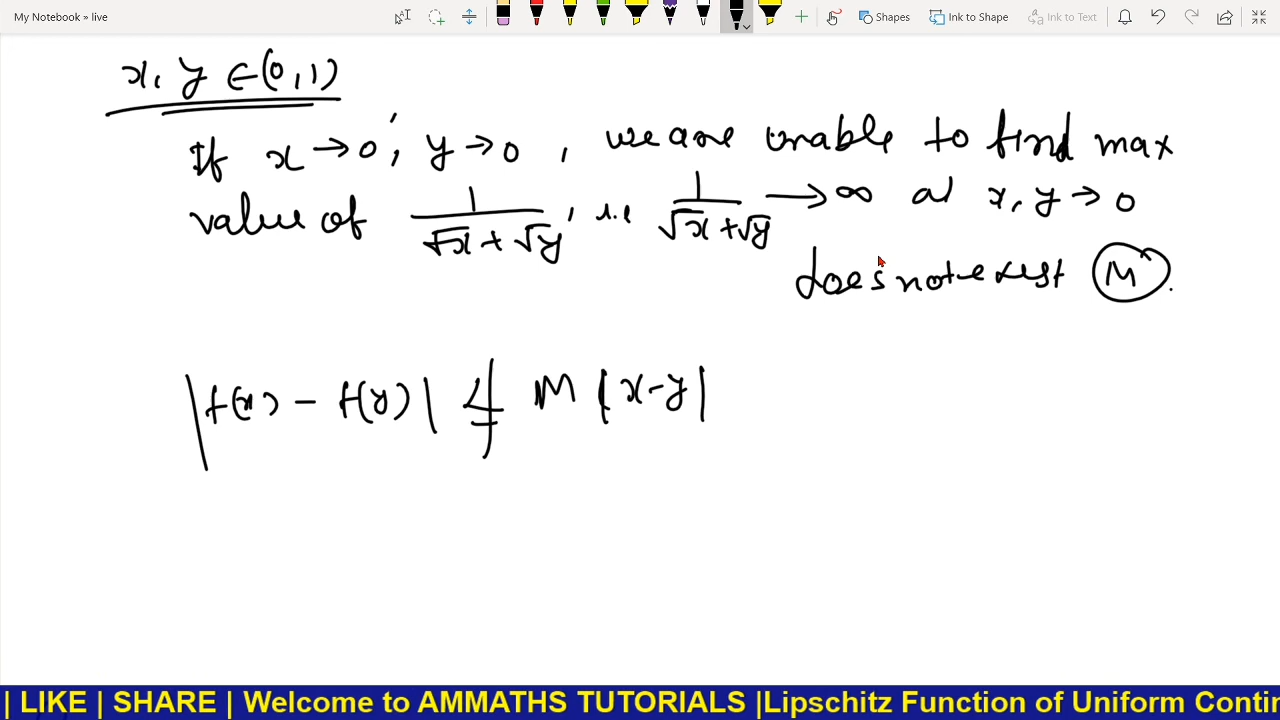 My Notebook » live
Shapes Ink to Shape Ink to Text
x, y ∈ (0, 1)
If x → 0, y → 0, we are unable to find max
value of 1/(√x + √y), i.e 1/(√x + √y) → ∞ at x, y → 0
does not exist M.
|f(x) - f(y)| ≰ M |x-y|
| LIKE | SHARE | Welcome to AMMATHS TUTORIALS |Lipschitz Function of Uniform Conti